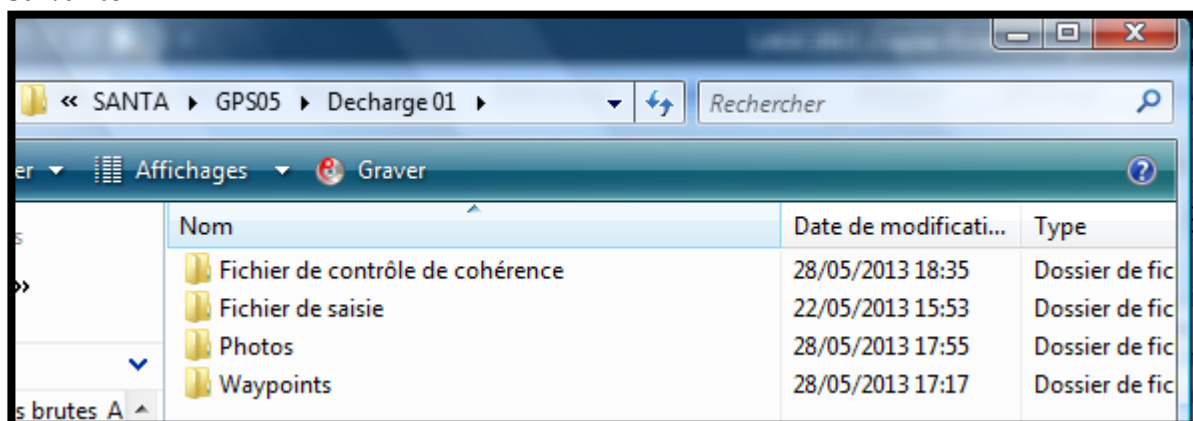 « SANTA ▸ GPS05 ▸ Decharge 01 ▸ Rechercher
er Affichages Graver
Nom Date de modificati... Type
s
Fichier de contrôle de cohérence 28/05/2013 18:35 Dossier de fic
»
Fichier de saisie 22/05/2013 15:53 Dossier de fic
Photos 28/05/2013 17:55 Dossier de fic
Waypoints 28/05/2013 17:17 Dossier de fic
s brutes A